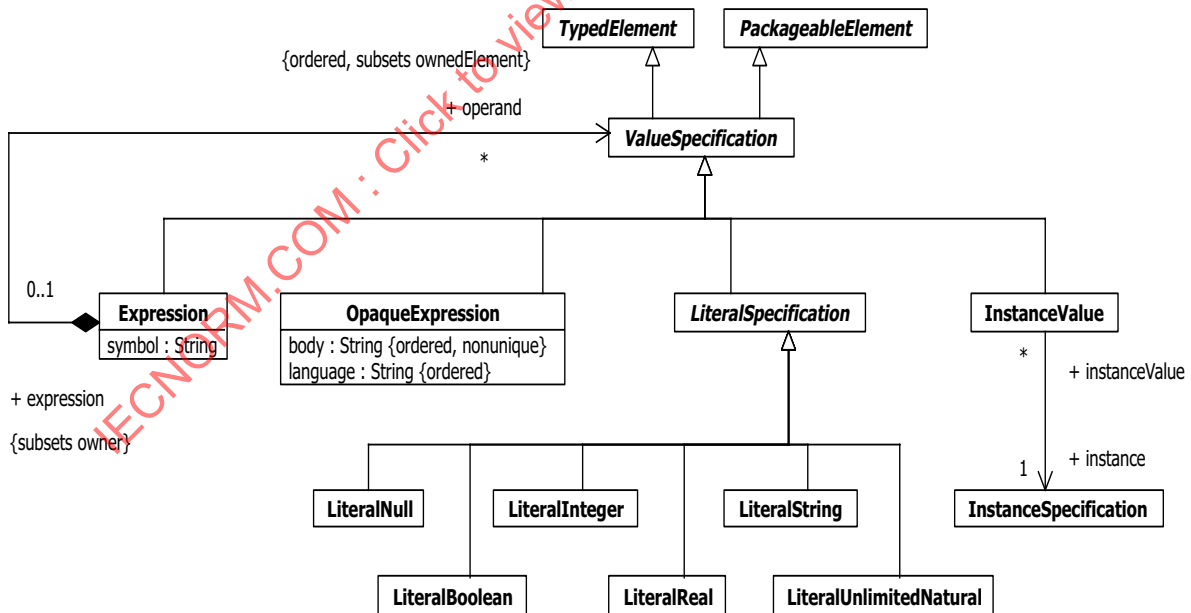 TypedElement
PackageableElement
{ordered, subsets ownedElement}
+ operand
ValueSpecification
*
0..1
Expression
symbol : String
OpaqueExpression
body : String {ordered, nonunique}
language : String {ordered}
LiteralSpecification
InstanceValue
*
+ instanceValue
+ expression
{subsets owner}
1
+ instance
LiteralNull
LiteralInteger
LiteralString
InstanceSpecification
LiteralBoolean
LiteralReal
LiteralUnlimitedNatural
IECNORM.COM : Click to view